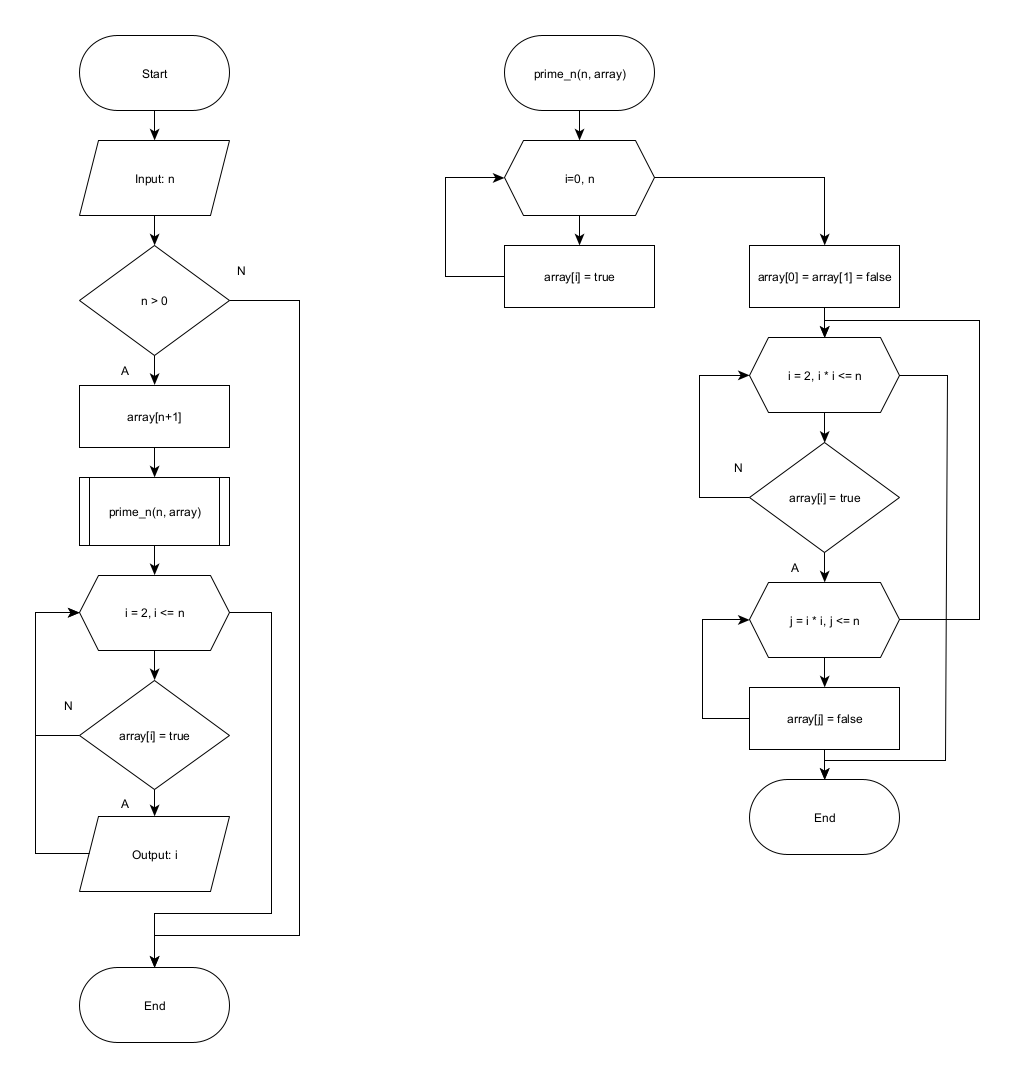 Start
Input: n
n > 0
N
A
array[n+1]
prime_n(n, array)
i = 2, i <= n
N
array[i] = true
A
Output: i
End
prime_n(n, array)
i=0, n
array[i] = true
array[0] = array[1] = false
i = 2, i * i <= n
N
array[i] = true
A
j = i * i, j <= n
array[j] = false
End